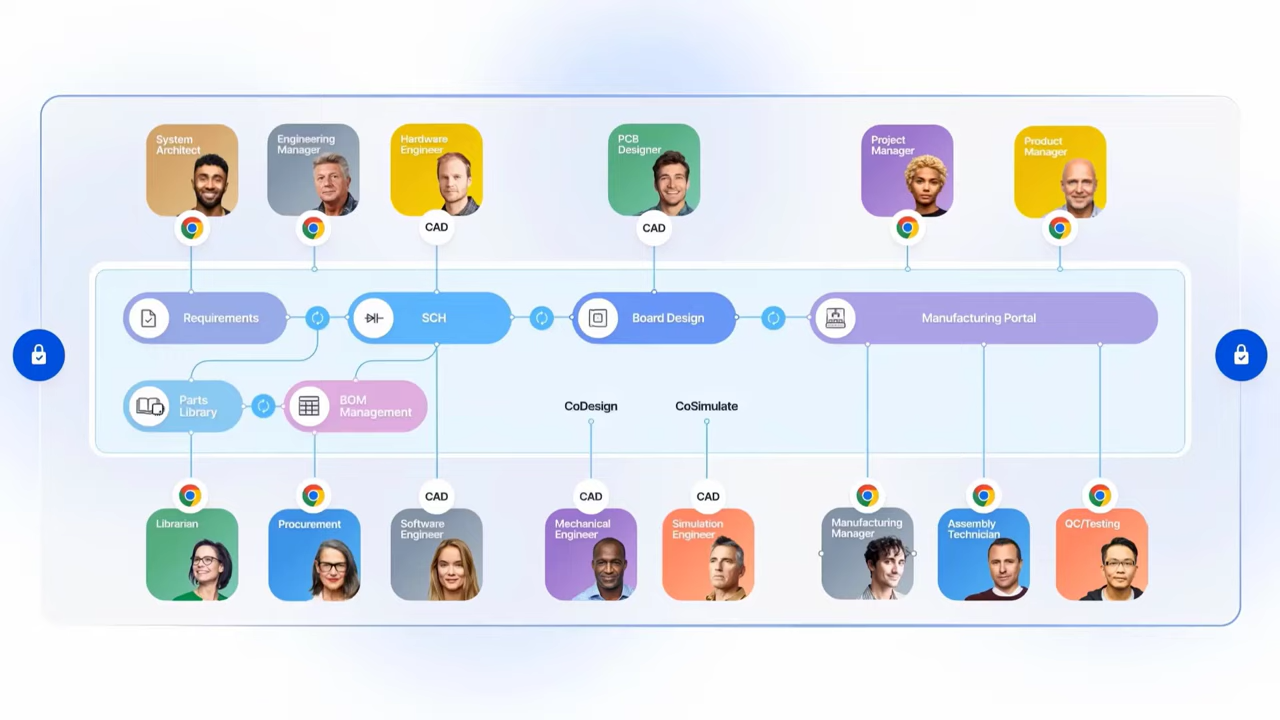 System
Architect
Engineering
Manager
Hardware
Engineer
PCB
Designer
Project
Manager
Product
Manager
CAD
CAD
Requirements
SCH
Board Design
Manufacturing Portal
Parts
Library
BOM
Management
CoDesign
CoSimulate
CAD
CAD
CAD
Librarian
Procurement
Software
Engineer
Mechanical
Engineer
Simulation
Engineer
Manufacturing
Manager
Assembly
Technician
QC/Testing